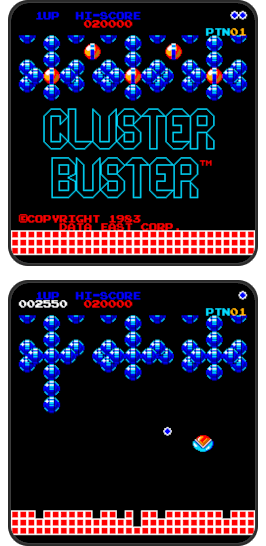 1UP HI-SCORE
020000
PTN01
CLUSTER
BUSTER™
©COPYRIGHT 1983
DATA EAST CORP.
1UP HI-SCORE
002550 020000
PTN01